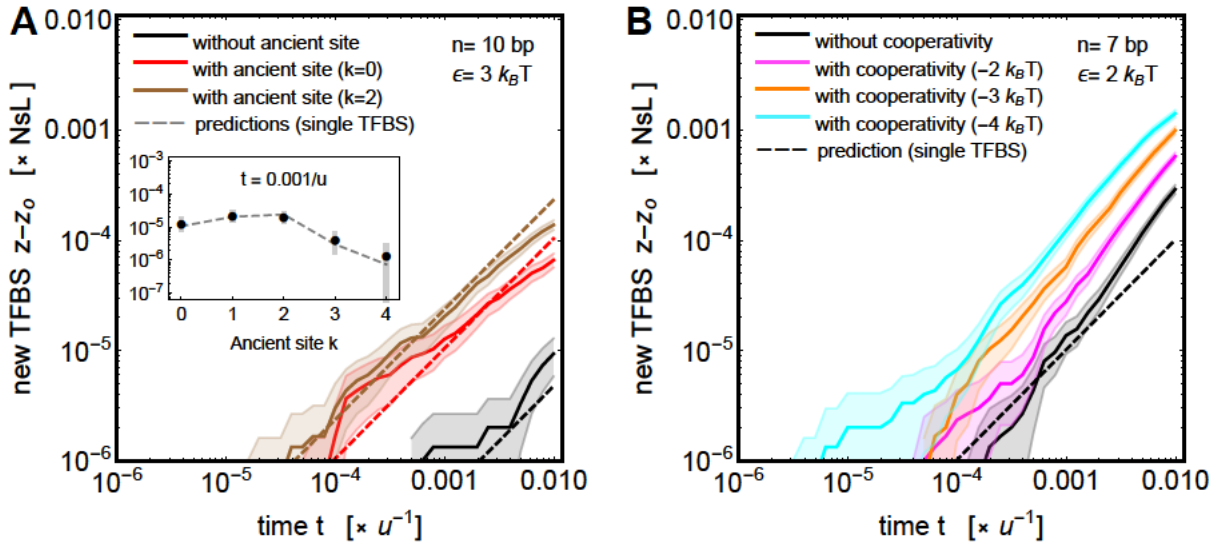 A
0.010
0.001
10⁻⁴
10⁻⁵
10⁻⁶
new TFBS z-z₀ [× NsL]
without ancient site
with ancient site (k=0)
with ancient site (k=2)
predictions (single TFBS)
n= 10 bp
ϵ= 3 k_BT
10⁻³
10⁻⁴
10⁻⁵
10⁻⁶
10⁻⁷
t = 0.001/u
0 1 2 3 4
Ancient site k
10⁻⁶ 10⁻⁵ 10⁻⁴ 0.001 0.010
time t [× u⁻¹]
B
0.010
0.001
10⁻⁴
10⁻⁵
10⁻⁶
new TFBS z-z₀ [× NsL]
without cooperativity
with cooperativity (−2 k_BT)
with cooperativity (−3 k_BT)
with cooperativity (−4 k_BT)
prediction (single TFBS)
n= 7 bp
ϵ= 2 k_BT
10⁻⁶ 10⁻⁵ 10⁻⁴ 0.001 0.010
time t [× u⁻¹]